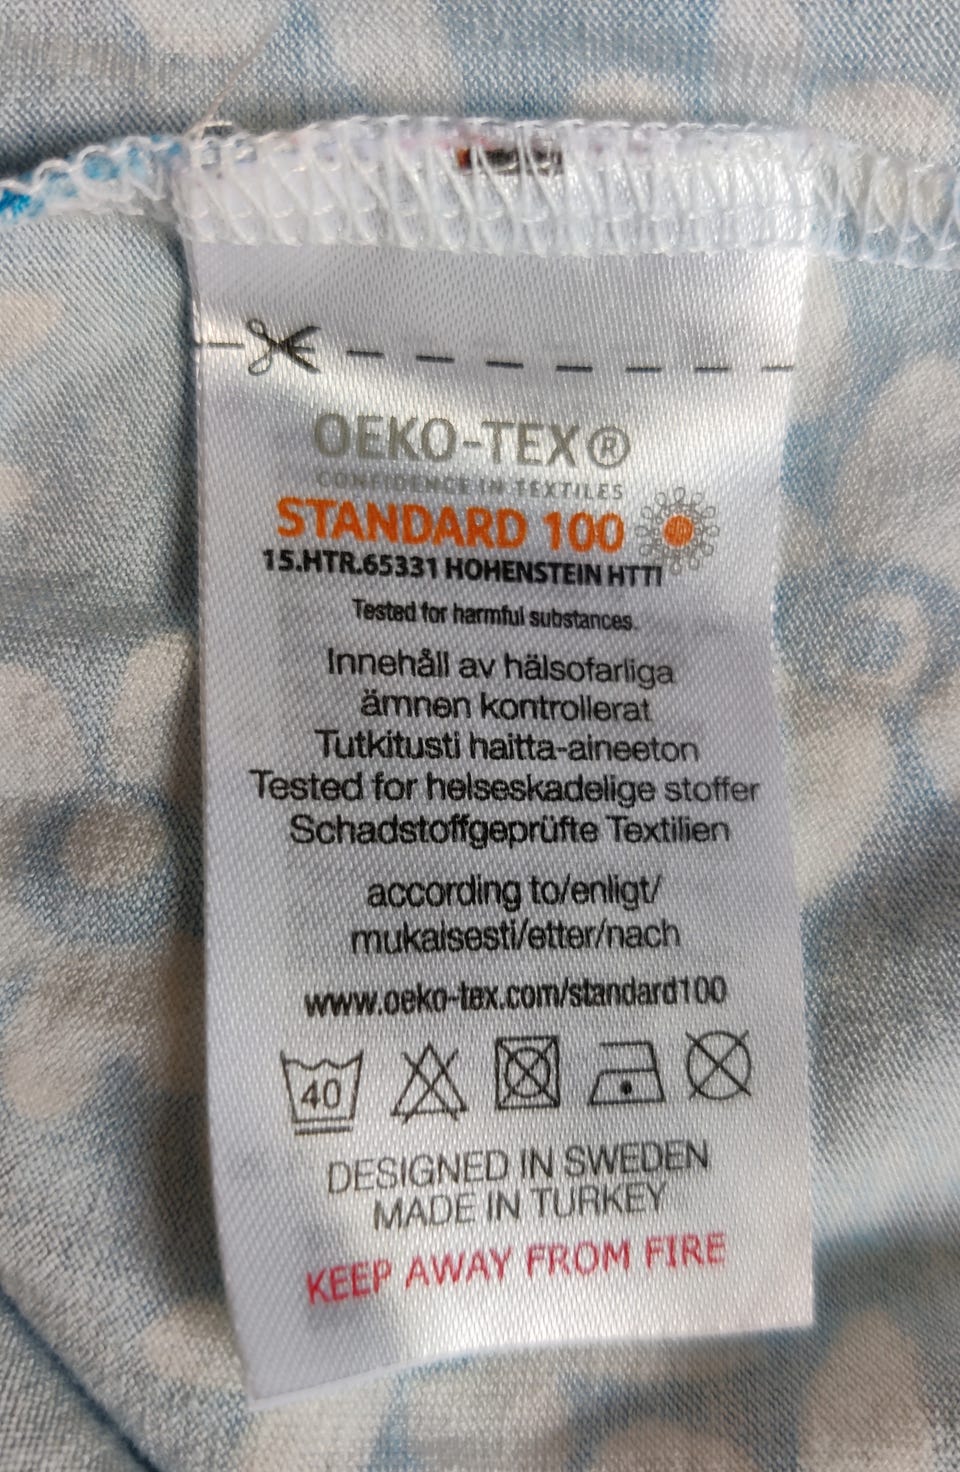 OEKO-TEX®
CONFIDENCE IN TEXTILES
STANDARD 100
15.HTR.65331 HOHENSTEIN HTTI
Tested for harmful substances.
Innehåll av hälsofarliga
ämnen kontrollerat
Tutkitusti haitta-aineeton
Tested for helseskadelige stoffer
Schadstoffgeprüfte Textilien
according to/enligt/
mukaisesti/etter/nach
www.oeko-tex.com/standard100
40
DESIGNED IN SWEDEN
MADE IN TURKEY
KEEP AWAY FROM FIRE